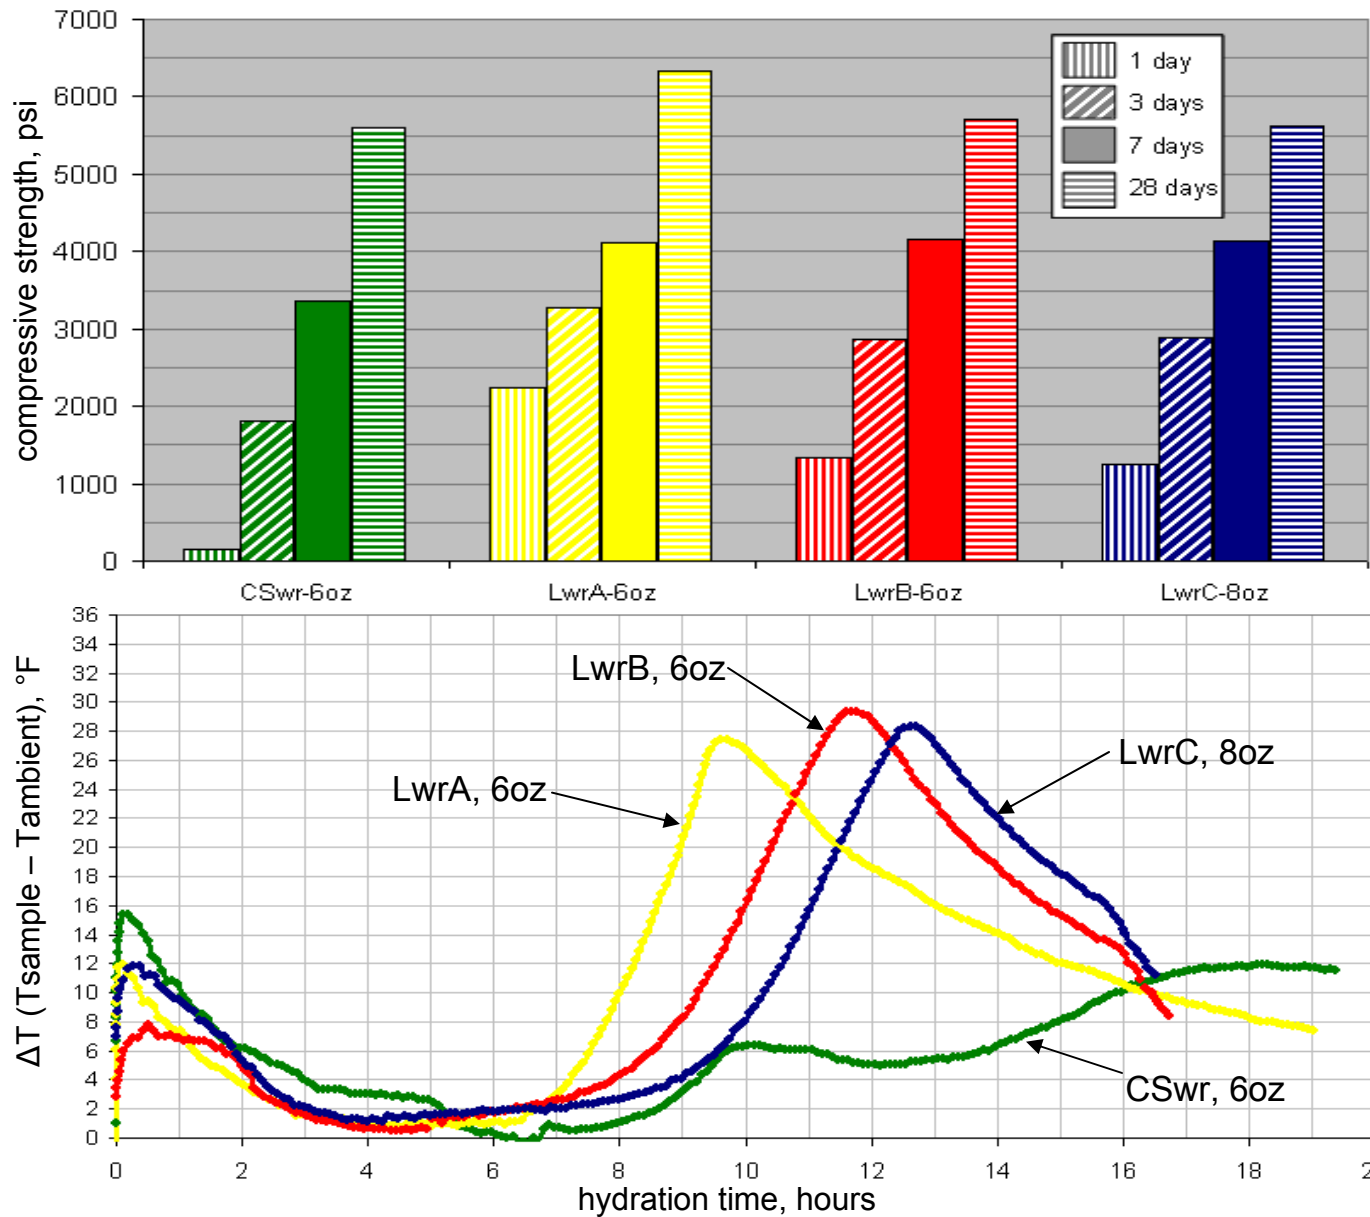 7000
6000
5000
4000
3000
2000
1000
0
compressive strength, psi
1 day
3 days
7 days
28 days
CSwr-6oz
LwrA-6oz
LwrB-6oz
LwrC-8oz
36
34
32
30
28
26
24
22
20
18
16
14
12
10
8
6
4
2
0
ΔT (Tsample – Tambient), °F
LwrB, 6oz
LwrC, 8oz
LwrA, 6oz
CSwr, 6oz
0 2 4 6 8 10 12 14 16 18 2
hydration time, hours